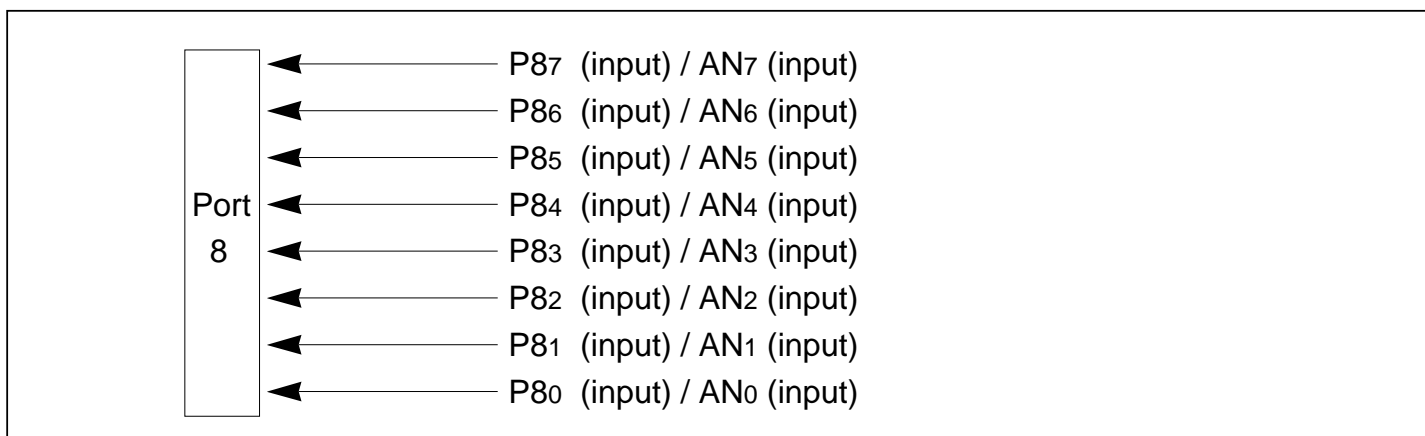 P87 (input) / AN7 (input)
P86 (input) / AN6 (input)
P85 (input) / AN5 (input)
Port
P84 (input) / AN4 (input)
8
P83 (input) / AN3 (input)
P82 (input) / AN2 (input)
P81 (input) / AN1 (input)
P80 (input) / AN0 (input)